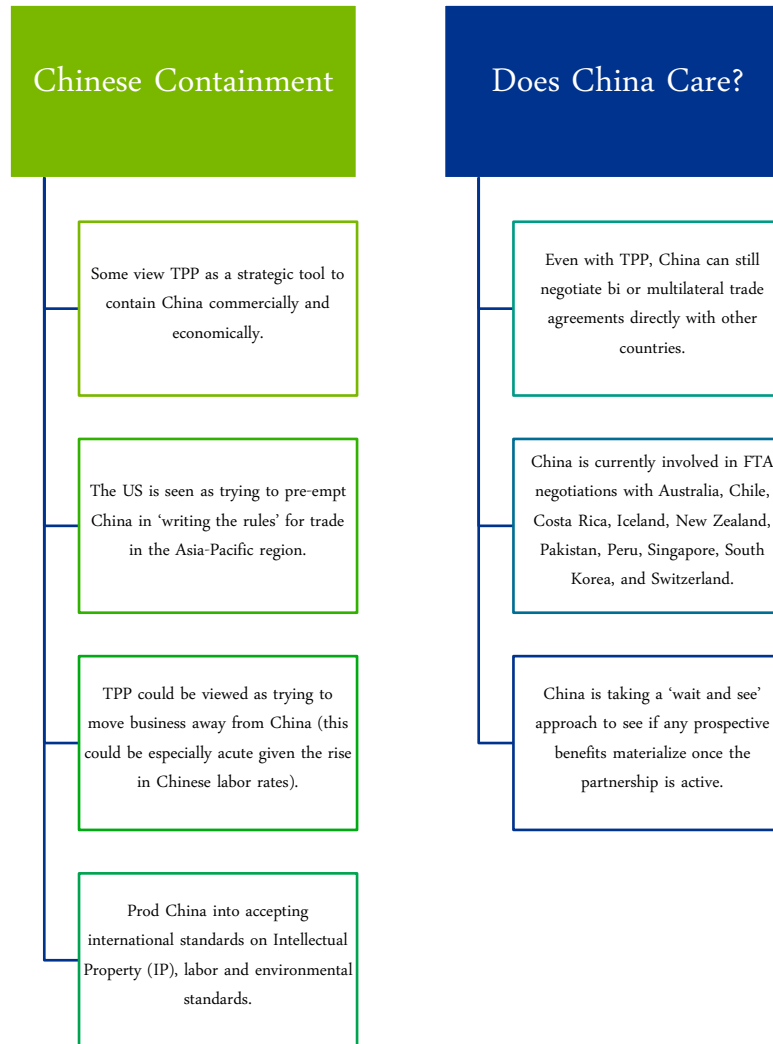 Chinese Containment
Some view TPP as a strategic tool to
contain China commercially and
economically.
The US is seen as trying to pre-empt
China in ‘writing the rules’ for trade
in the Asia-Pacific region.
TPP could be viewed as trying to
move business away from China (this
could be especially acute given the rise
in Chinese labor rates).
Prod China into accepting
international standards on Intellectual
Property (IP), labor and environmental
standards.
Does China Care?
Even with TPP, China can still
negotiate bi or multilateral trade
agreements directly with other
countries.
China is currently involved in FTA
negotiations with Australia, Chile,
Costa Rica, Iceland, New Zealand,
Pakistan, Peru, Singapore, South
Korea, and Switzerland.
China is taking a ‘wait and see’
approach to see if any prospective
benefits materialize once the
partnership is active.